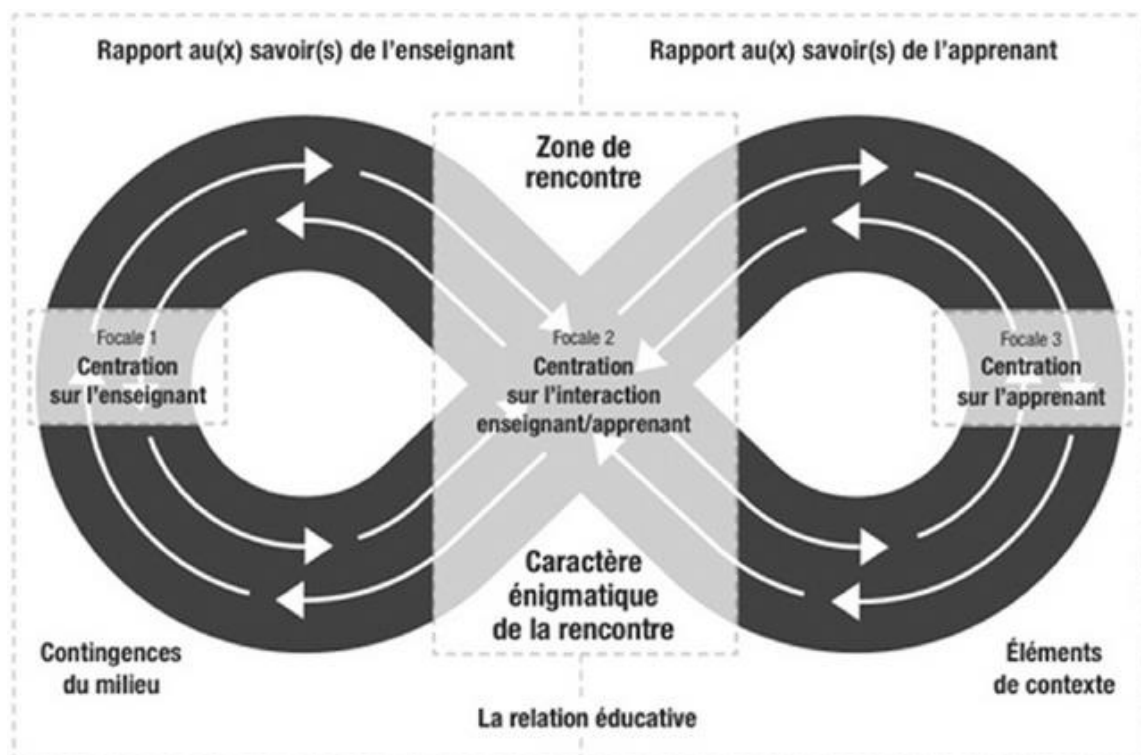 Rapport au(x) savoir(s) de l'enseignant
Rapport au(x) savoir(s) de l'apprenant
Zone de
rencontre
Focale 1
Centration
sur l'enseignant
Focale 2
Centration
sur l'interaction
enseignant/apprenant
Focale 3
Centration
sur l'apprenant
Caractère
énigmatique
de la rencontre
Contingences
du milieu
Éléments
de contexte
La relation éducative